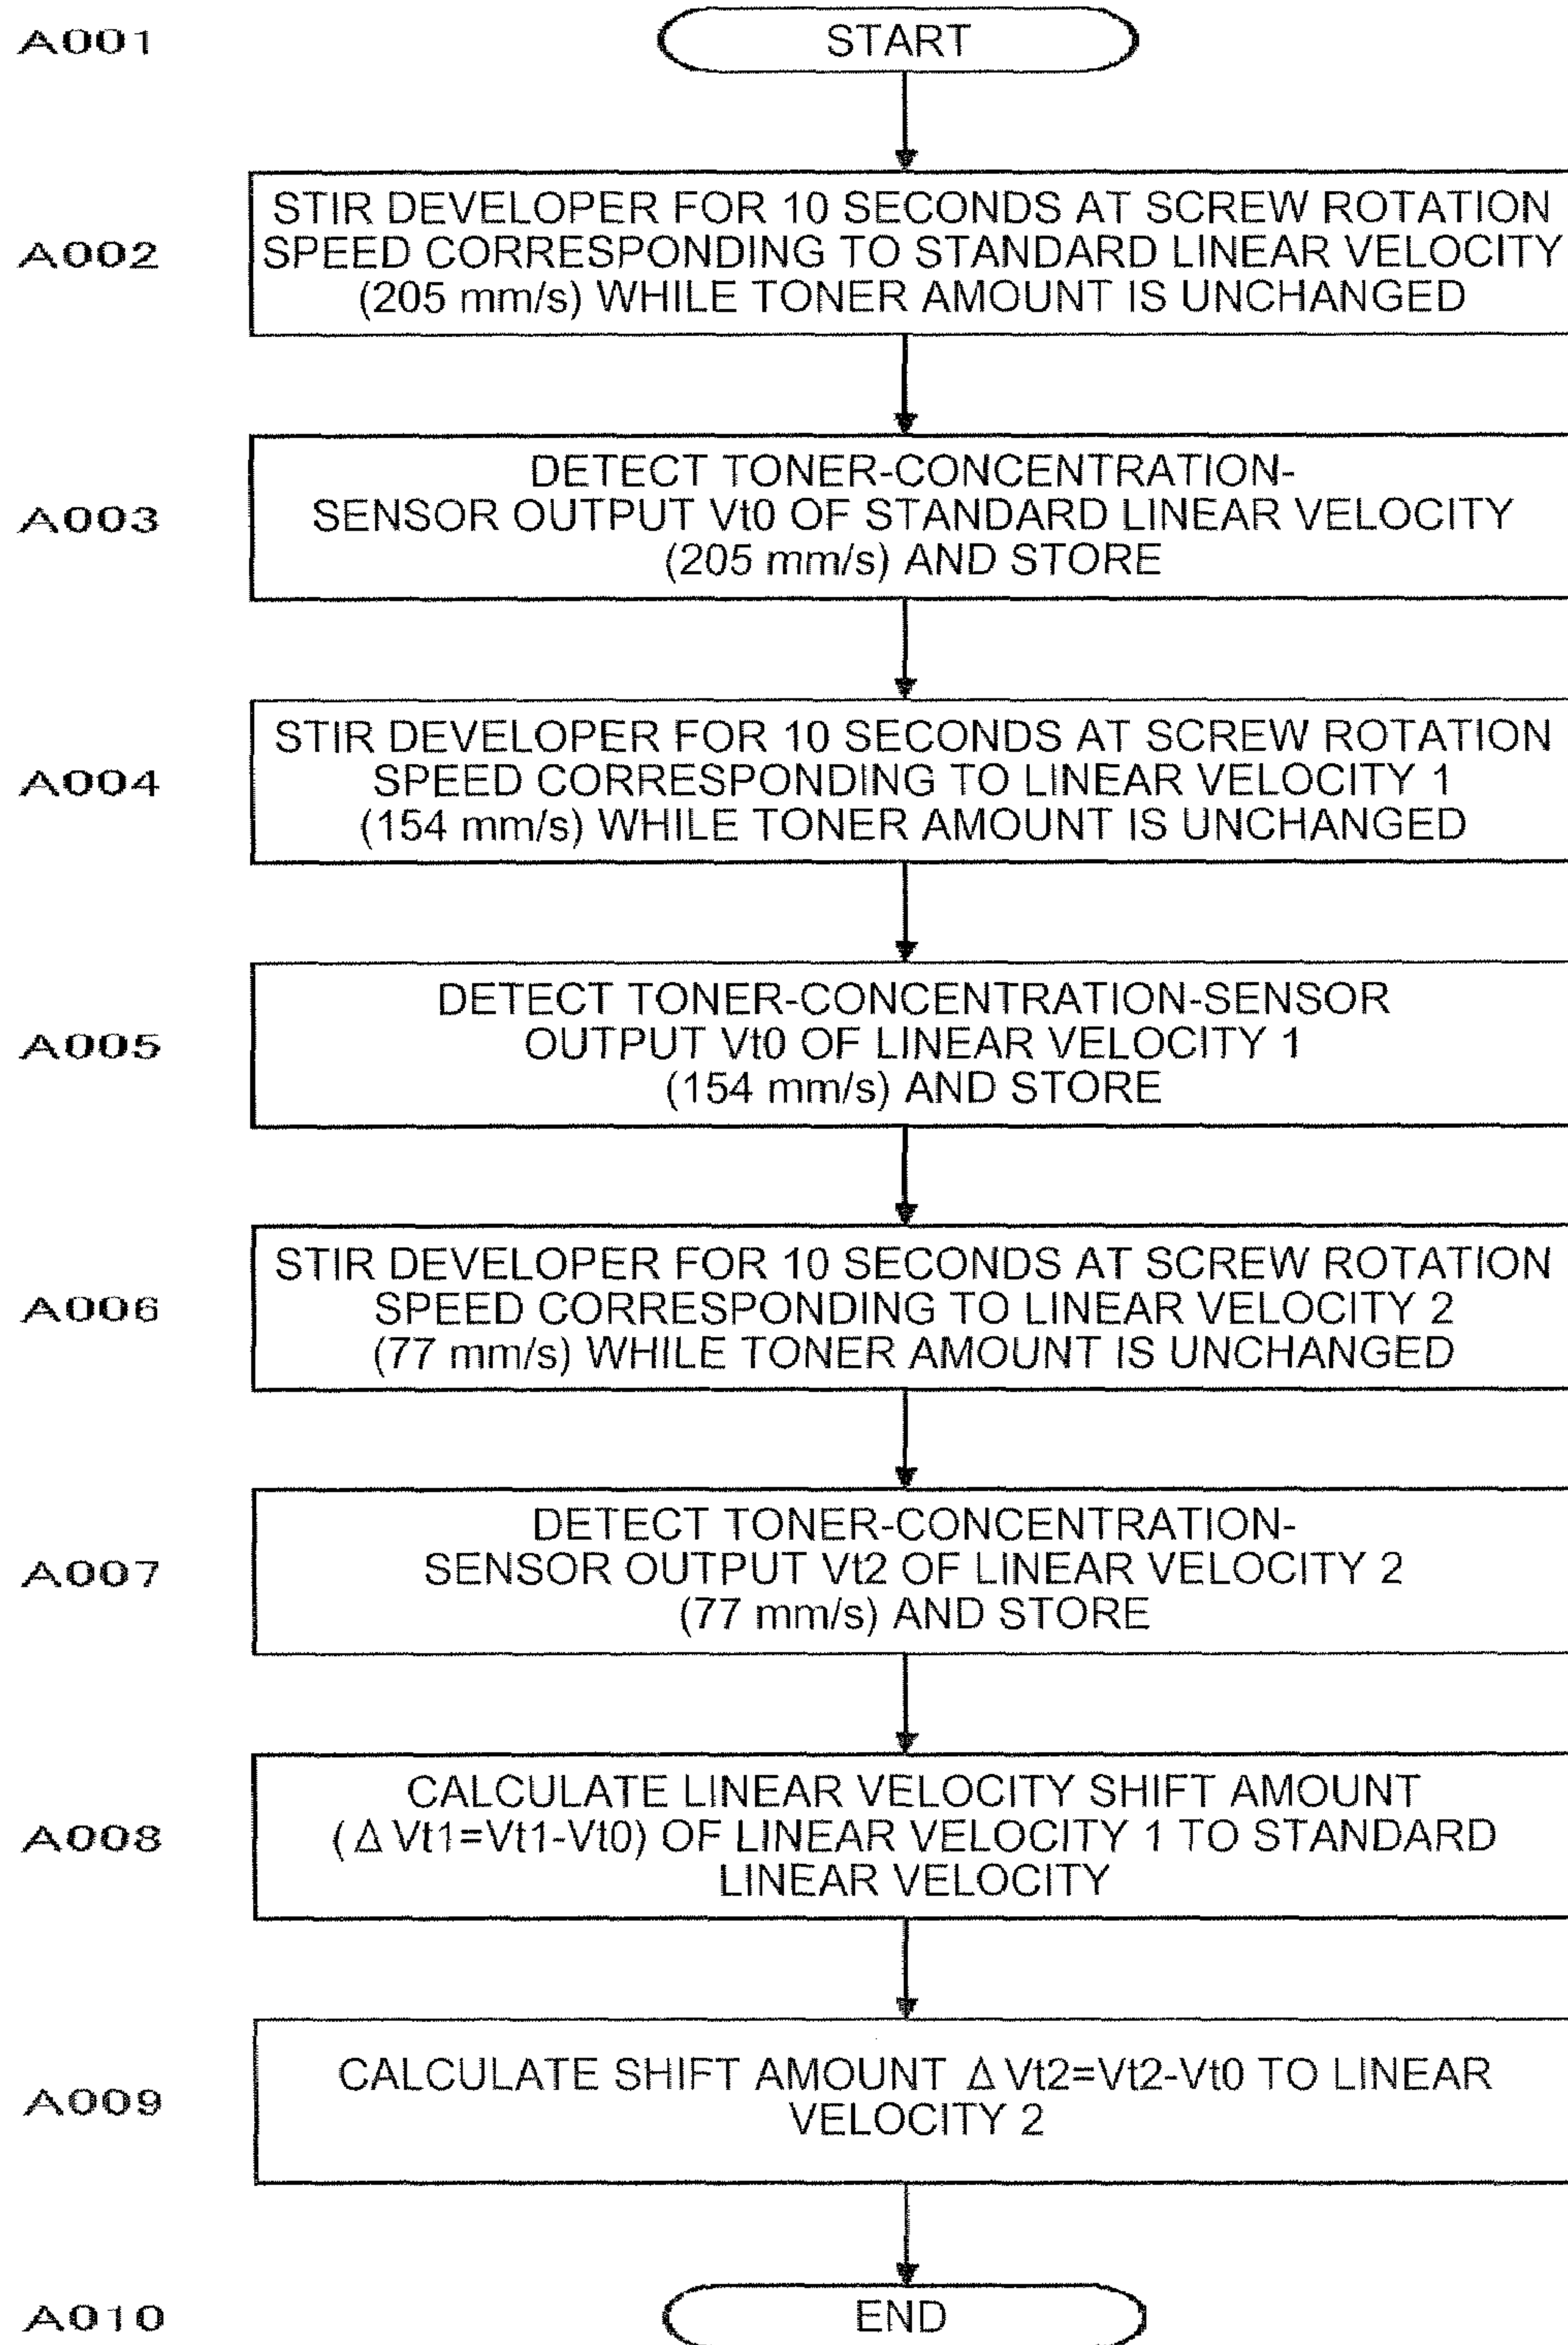 A001
START
A002
STIR DEVELOPER FOR 10 SECONDS AT SCREW ROTATION
SPEED CORRESPONDING TO STANDARD LINEAR VELOCITY
(205 mm/s) WHILE TONER AMOUNT IS UNCHANGED
A003
DETECT TONER-CONCENTRATION-
SENSOR OUTPUT Vt0 OF STANDARD LINEAR VELOCITY
(205 mm/s) AND STORE
A004
STIR DEVELOPER FOR 10 SECONDS AT SCREW ROTATION
SPEED CORRESPONDING TO LINEAR VELOCITY 1
(154 mm/s) WHILE TONER AMOUNT IS UNCHANGED
A005
DETECT TONER-CONCENTRATION-SENSOR
OUTPUT Vt0 OF LINEAR VELOCITY 1
(154 mm/s) AND STORE
A006
STIR DEVELOPER FOR 10 SECONDS AT SCREW ROTATION
SPEED CORRESPONDING TO LINEAR VELOCITY 2
(77 mm/s) WHILE TONER AMOUNT IS UNCHANGED
A007
DETECT TONER-CONCENTRATION-
SENSOR OUTPUT Vt2 OF LINEAR VELOCITY 2
(77 mm/s) AND STORE
A008
CALCULATE LINEAR VELOCITY SHIFT AMOUNT
(Δ Vt1=Vt1-Vt0) OF LINEAR VELOCITY 1 TO STANDARD
LINEAR VELOCITY
A009
CALCULATE SHIFT AMOUNT Δ Vt2=Vt2-Vt0 TO LINEAR
VELOCITY 2
A010
END